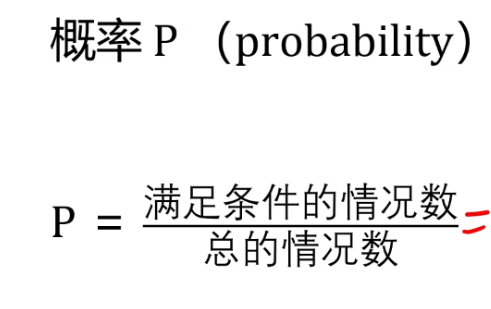 概率 P （probability）
P = 满足条件的情况数 =
总的情况数